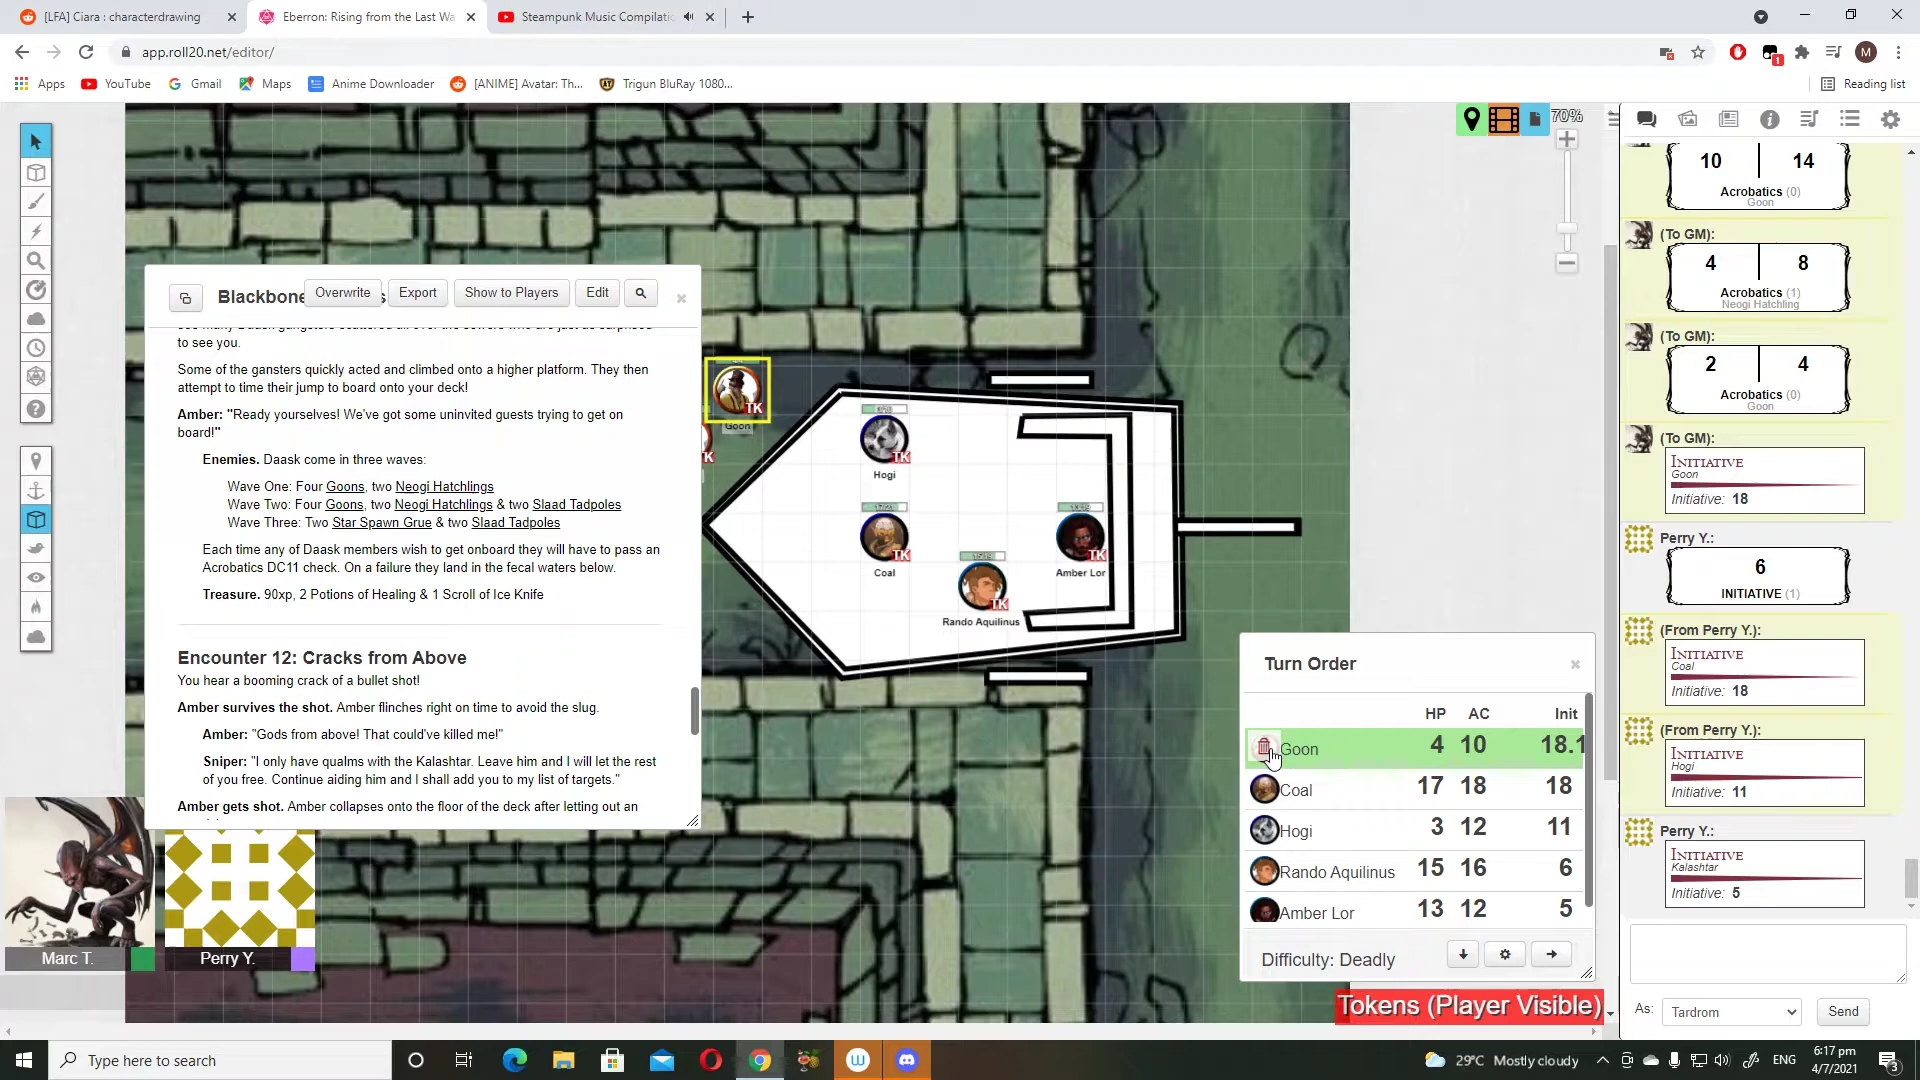 [LFA] Ciara : characterdrawing
Eberron: Rising from the Last Wa
Steampunk Music Compilatio
app.roll20.net/editor/
M
Apps
YouTube
Gmail
Maps
Anime Downloader
[ANIME] Avatar: Th...
Trigun BluRay 1080...
Reading list
70%
Blackbone
s
Overwrite
Export
Show to Players
Edit
to see you.
Some of the gansters quickly acted and climbed onto a higher platform. They then
attempt to time their jump to board onto your deck!
Amber: "Ready yourselves! We've got some uninvited guests trying to get on
board!"
Enemies. Daask come in three waves:
Wave One: Four Goons, two Neogi Hatchlings
Wave Two: Four Goons, two Neogi Hatchlings & two Slaad Tadpoles
Wave Three: Two Star Spawn Grue & two Slaad Tadpoles
Each time any of Daask members wish to get onboard they will have to pass an
Acrobatics DC11 check. On a failure they land in the fecal waters below.
Treasure. 90xp, 2 Potions of Healing & 1 Scroll of Ice Knife
Encounter 12: Cracks from Above
You hear a booming crack of a bullet shot!
Amber survives the shot. Amber flinches right on time to avoid the slug.
Amber: "Gods from above! That could've killed me!"
Sniper: "I only have qualms with the Kalashtar. Leave him and I will let the rest
of you free. Continue aiding him and I shall add you to my list of targets."
Amber gets shot. Amber collapses onto the floor of the deck after letting out an
TK
Goon
TK
TK
Hogi
TK
Coal
TK
Amber Lor
TK
Rando Aquilinus
Turn Order
HP AC Init
Goon 4 10 18.1
Coal 17 18 18
Hogi 3 12 11
Rando Aquilinus 15 16 6
Amber Lor 13 12 5
Difficulty: Deadly
Tokens (Player Visible)
Marc T.
Perry Y.
10 14
Acrobatics (0)
Goon
(To GM):
4 8
Acrobatics (1)
Neogi Hatchling
(To GM):
2 4
Acrobatics (0)
Goon
(To GM):
INITIATIVE
Goon
Initiative: 18
Perry Y.:
6
INITIATIVE (1)
(From Perry Y.):
INITIATIVE
Coal
Initiative: 18
(From Perry Y.):
INITIATIVE
Hogi
Initiative: 11
Perry Y.:
INITIATIVE
Kalashtar
Initiative: 5
As:
Tardrom
Send
Type here to search
29°C Mostly cloudy
ENG
6:17 pm
4/7/2021
3